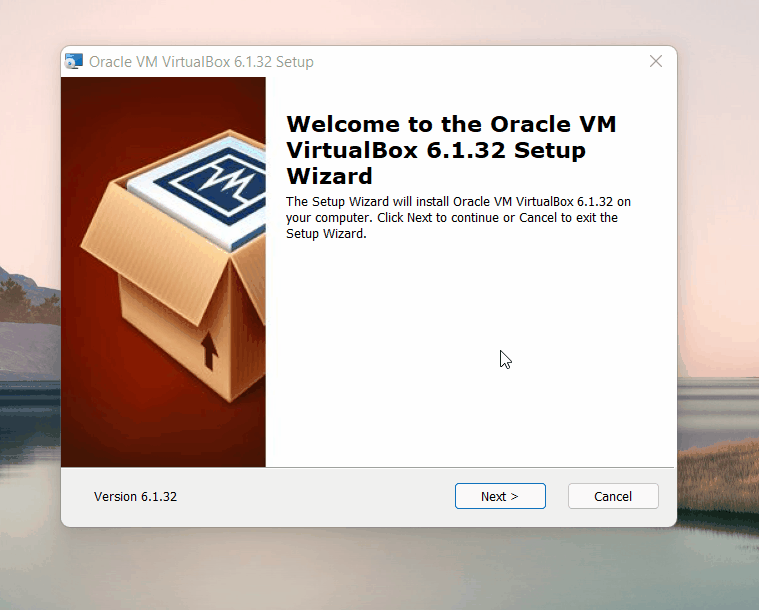 Oracle VM VirtualBox 6.1.32 Setup
Welcome to the Oracle VM
VirtualBox 6.1.32 Setup
Wizard
The Setup Wizard will install Oracle VM VirtualBox 6.1.32 on
your computer. Click Next to continue or Cancel to exit the
Setup Wizard.
Version 6.1.32
Next >
Cancel